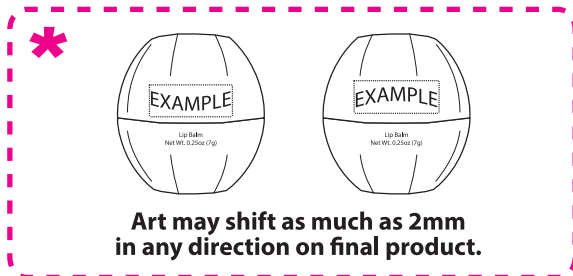 *
EXAMPLE
Lip Balm
Net Wt. 0.25oz (7g)
EXAMPLE
Lip Balm
Net Wt. 0.25oz (7g)
Art may shift as much as 2mm
in any direction on final product.